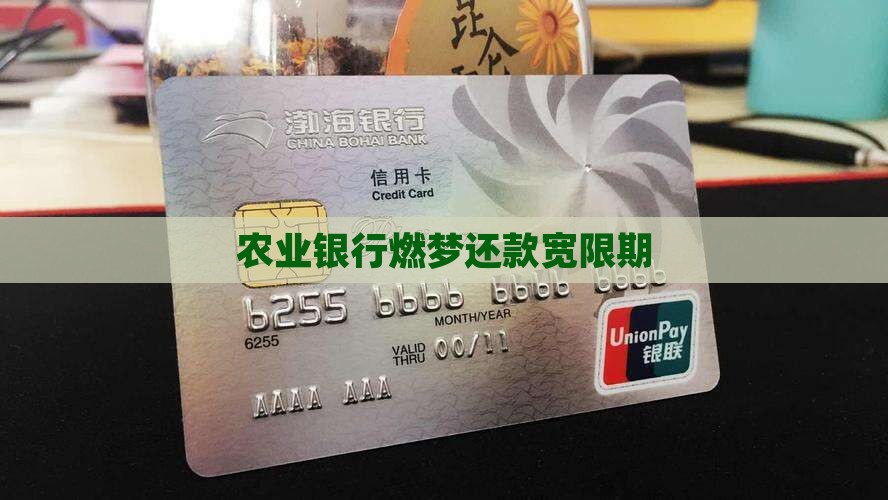 昆仑
渤海银行
CHINA BOHAI BANK
信用卡
Credit Card
农业银行燃梦还款宽限期
6255 6666 6666 6666
6255
MONTH/YEAR
VALID
THRU
00/11
UnionPay
银联
AAAA AAA